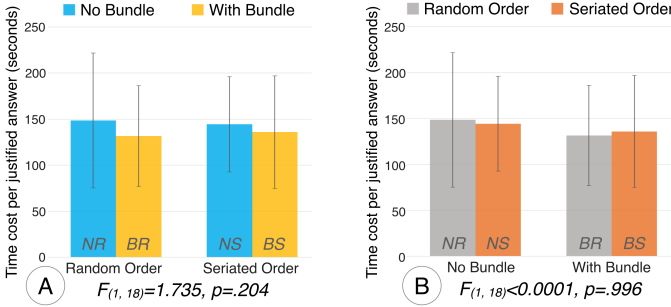 No Bundle With Bundle
Time cost per justified answer (seconds)
250
200
150
100
50
0
NR BR NS BS
Random Order Seriated Order
A
F(1, 18)=1.735, p=.204
Random Order Seriated Order
Time cost per justified answer (seconds)
250
200
150
100
50
0
NR NS BR BS
No Bundle With Bundle
B
F(1, 18)<0.0001, p=.996